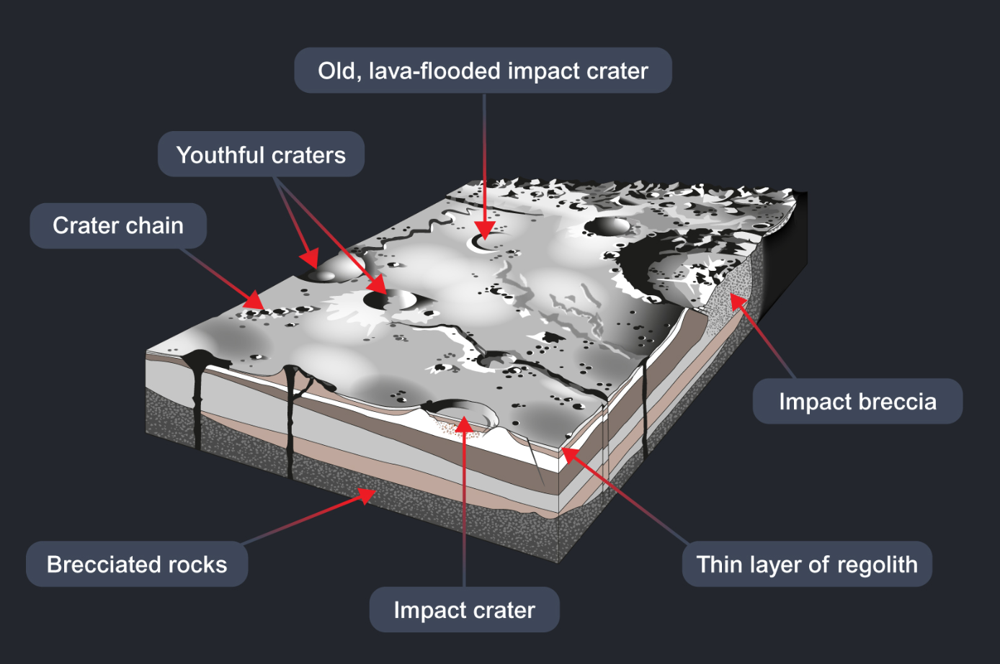 Old, lava-flooded impact crater
Youthful craters
Crater chain
Impact breccia
Brecciated rocks
Thin layer of regolith
Impact crater